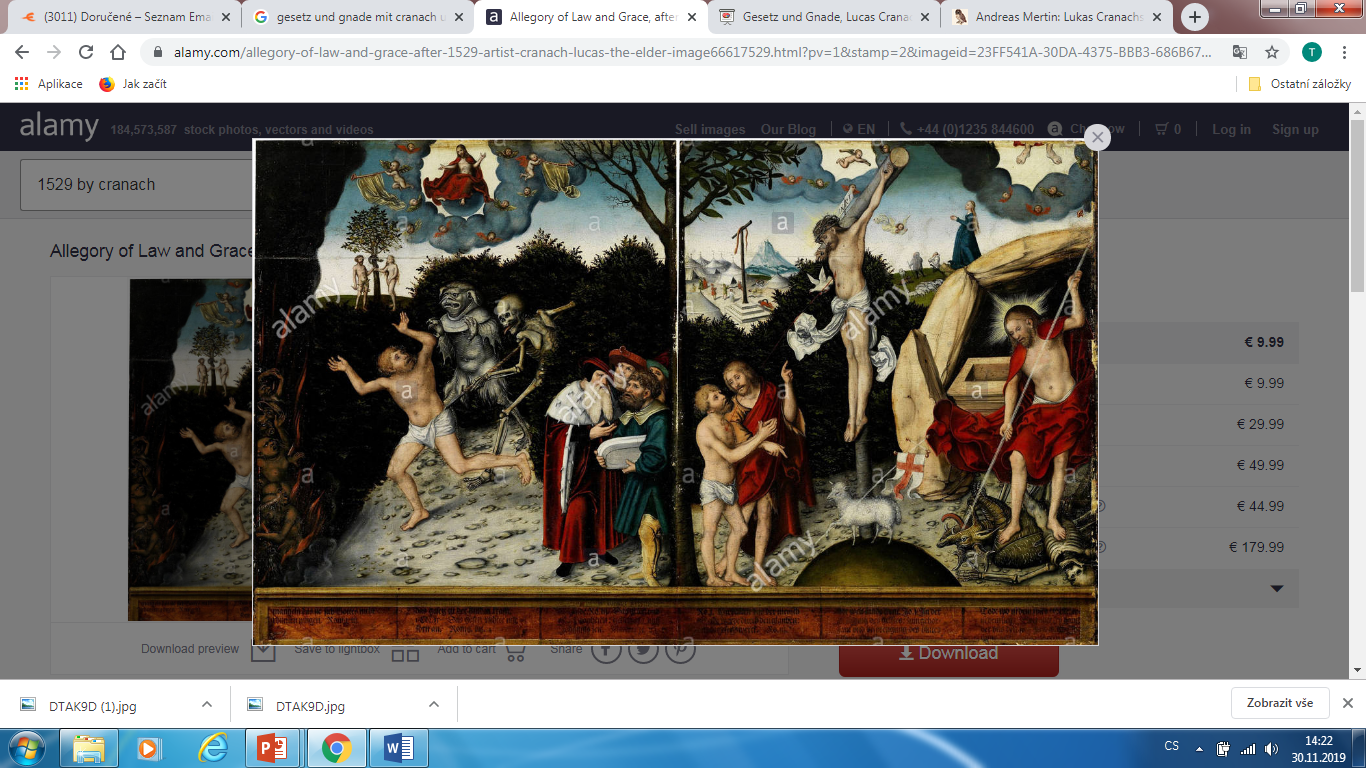 (3011) Doručené – Seznam Ema
gesetz und gnade mit cranach u
Allegory of Law and Grace, after
Gesetz und Gnade, Lucas Crana
Andreas Mertin: Lukas Cranachs
alamy.com/allegory-of-law-and-grace-after-1529-artist-cranach-lucas-the-elder-image66617529.html?pv=1&stamp=2&imageid=23FF541A-30DA-4375-BBB3-686B67...
T
Aplikace
Jak začít
Ostatní záložky
alamy 184,573,587 stock photos, vectors and videos
Sell images Our Blog EN +44 (0)1235 844600 0 Log in Sign up
1529 by cranach
Allegory of Law and Grace
€ 9.99
€ 9.99
€ 29.99
€ 49.99
€ 44.99
€ 179.99
alamy
alamy
alamy
alamy
Download preview Save to lightbox Add to cart Share
Download
DTAK9D (1).jpg
DTAK9D.jpg
Zobrazit vše
CS
14:22
30.11.2019